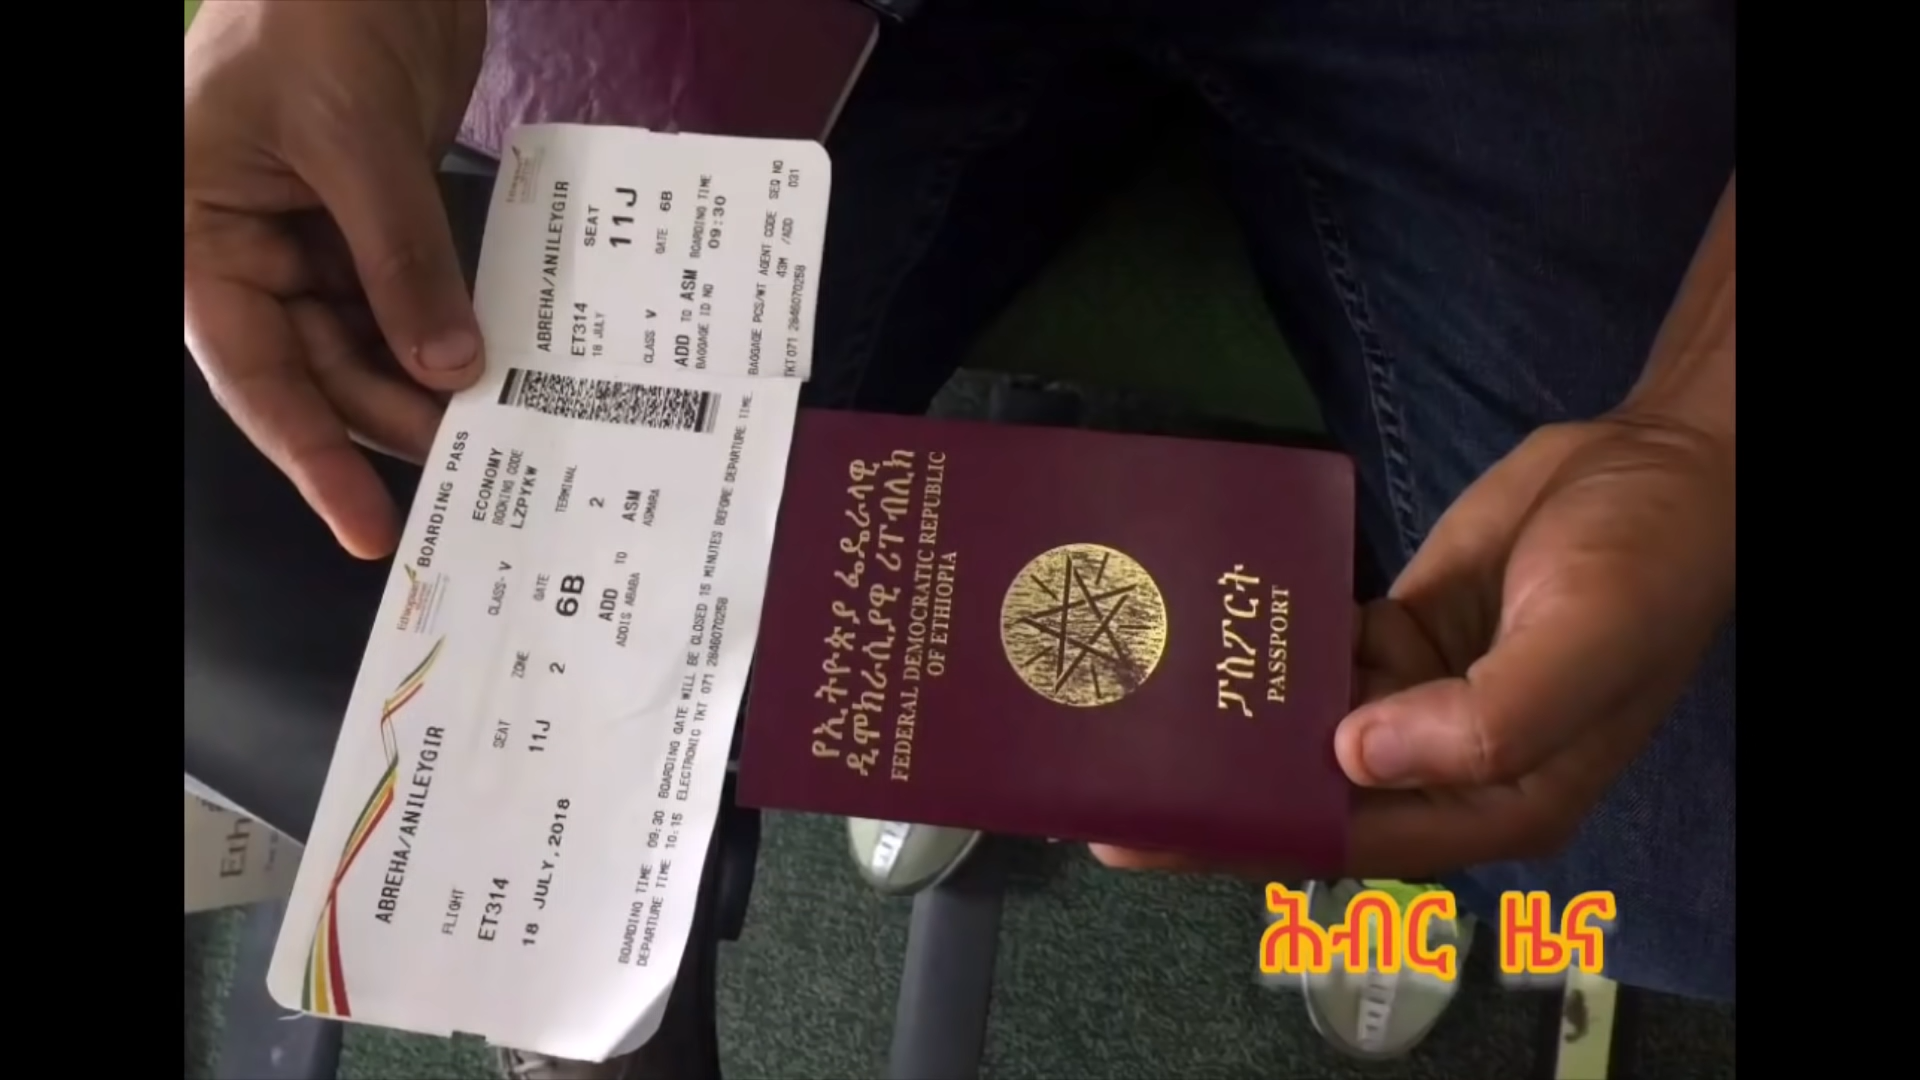 Ethiopian
BOARDING PASS
ABREHA/ANILEYGIR
ECONOMY
FLIGHT SEAT ZONE CLASS- V BOOKING CODE
ET314 11J 2 GATE LZPYKW
18 JULY, 2018 6B TERMINAL
2
ADD TO ASM
ADDIS ABABA ASMARA
BOARDING TIME 09:30 BOARDING GATE WILL BE CLOSED 15 MINUTES BEFORE DEPARTURE TIME
DEPARTURE TIME 10:15 ELECTRONIC TKT 071 2846070258
ABREHA/ANILEYGIR
ET314 SEAT
18 JULY 11J
CLASS V GATE 6B
ADD TO ASM BOARDING TIME
BAGGAGE ID NO 09:30
BAGGAGE PCS/WT AGENT CODE SEQ NO
43M /ADD 031
TKT 071 2846070258
የኢትዮጵያ ፌዴራላዊ
ዲሞክራሲያዊ ሪፐብሊክ
FEDERAL DEMOCRATIC REPUBLIC
OF ETHIOPIA
ፓስፖርት
PASSPORT
ሕብር ዜና